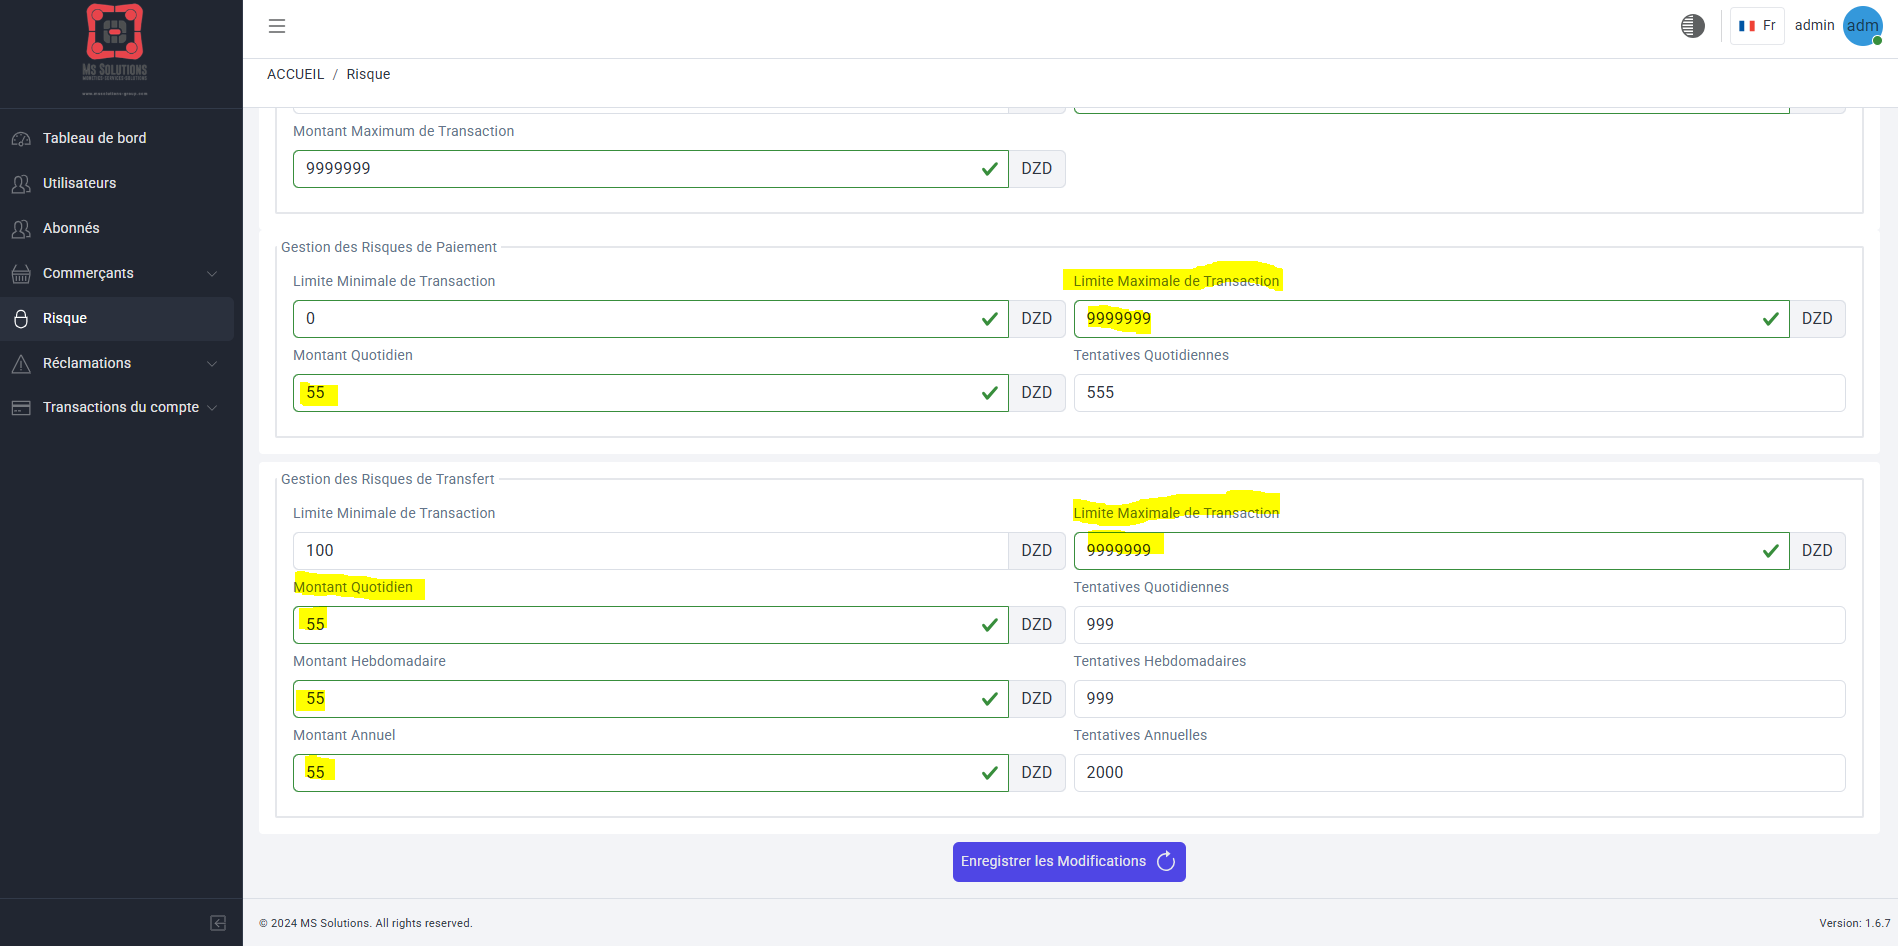 MS SOLUTIONS
Fr
admin
adm
ACCUEIL / Risque
Tableau de bord
Utilisateurs
Abonnés
Commerçants
Risque
Réclamations
Transactions du compte
Montant Maximum de Transaction
9999999 DZD
Gestion des Risques de Paiement
Limite Minimale de Transaction
Limite Maximale de Transaction
0 DZD
9999999 DZD
Montant Quotidien
Tentatives Quotidiennes
55 DZD
555
Gestion des Risques de Transfert
Limite Minimale de Transaction
Limite Maximale de Transaction
100 DZD
9999999 DZD
Montant Quotidien
Tentatives Quotidiennes
55 DZD
999
Montant Hebdomadaire
Tentatives Hebdomadaires
55 DZD
999
Montant Annuel
Tentatives Annuelles
55 DZD
2000
Enregistrer les Modifications
© 2024 MS Solutions. All rights reserved.
Version: 1.6.7